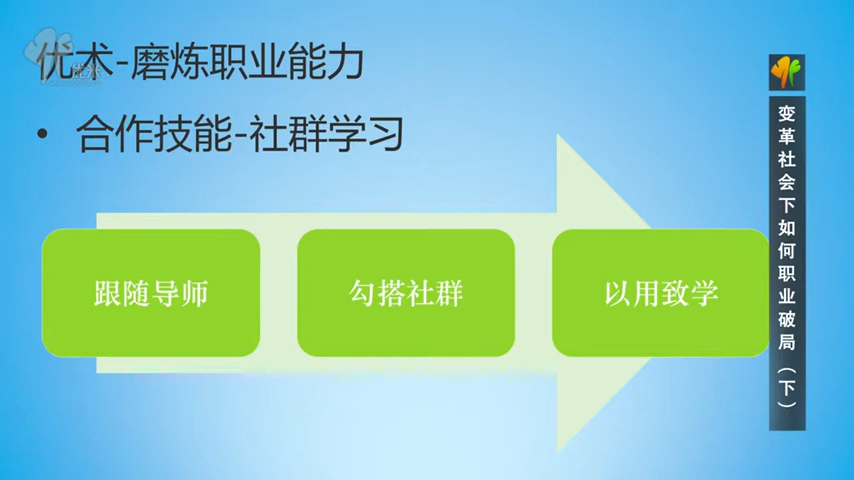 优术-磨炼职业能力
优米
• 合作技能-社群学习
跟随导师
勾搭社群
以用致学
变革社会下如何职业破局（下）